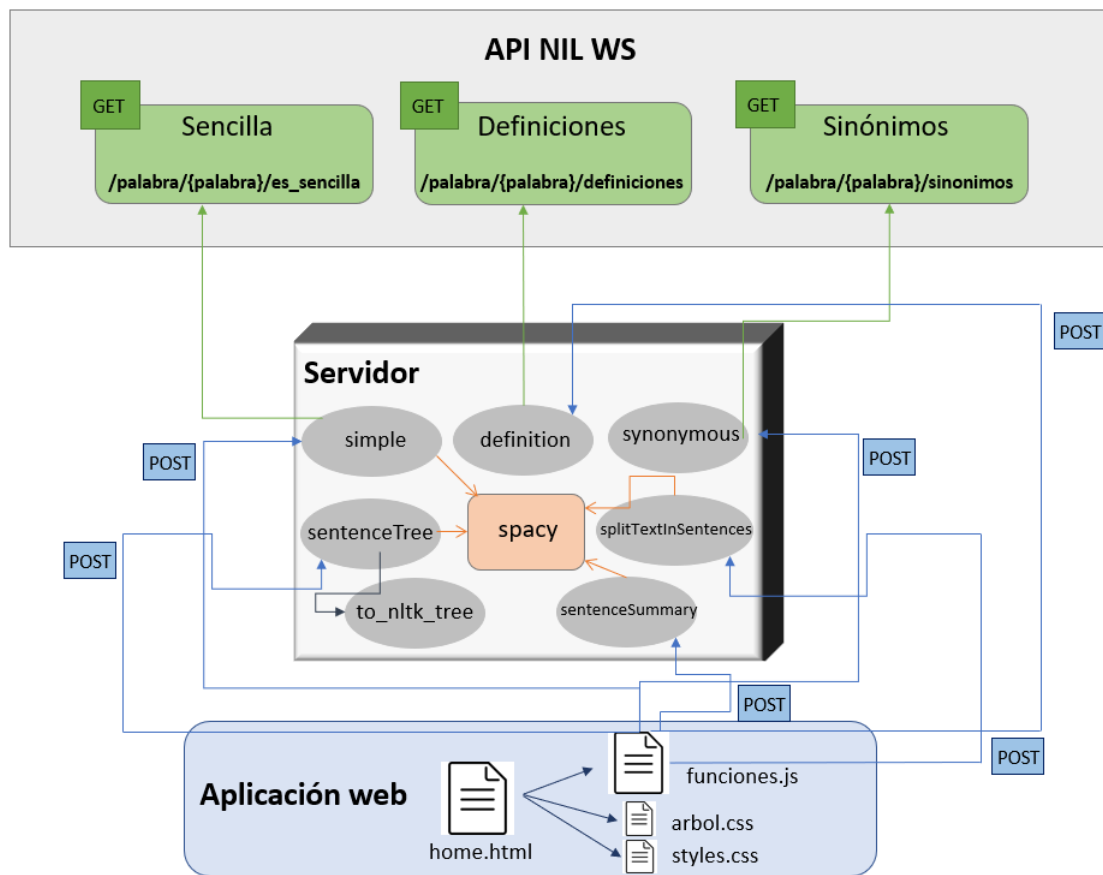 API NIL WS
GET
Sencilla
/palabra/{palabra}/es_sencilla
GET
Definiciones
/palabra/{palabra}/definiciones
GET
Sinónimos
/palabra/{palabra}/sinonimos
POST
Servidor
simple
definition
synonymous
POST
POST
sentenceTree
spacy
splitTextInSentences
POST
to_nltk_tree
sentenceSummary
POST
POST
Aplicación web
home.html
funciones.js
arbol.css
styles.css